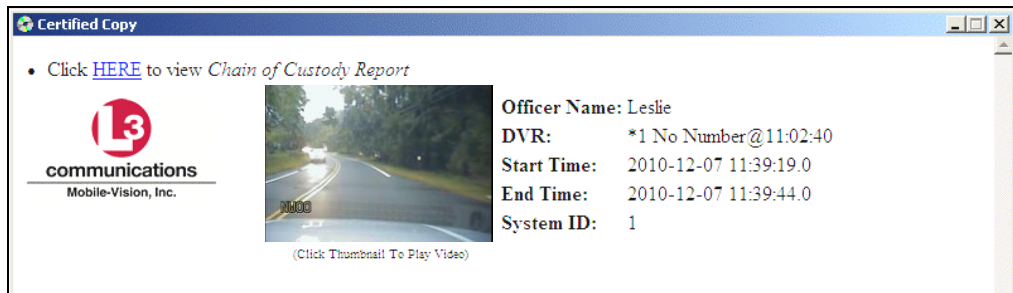 Certified Copy
• Click HERE to view Chain of Custody Report
L3
communications
Mobile-Vision, Inc.
NW00
(Click Thumbnail To Play Video)
Officer Name: Leslie
DVR: *1 No Number@11:02:40
Start Time: 2010-12-07 11:39:19.0
End Time: 2010-12-07 11:39:44.0
System ID: 1